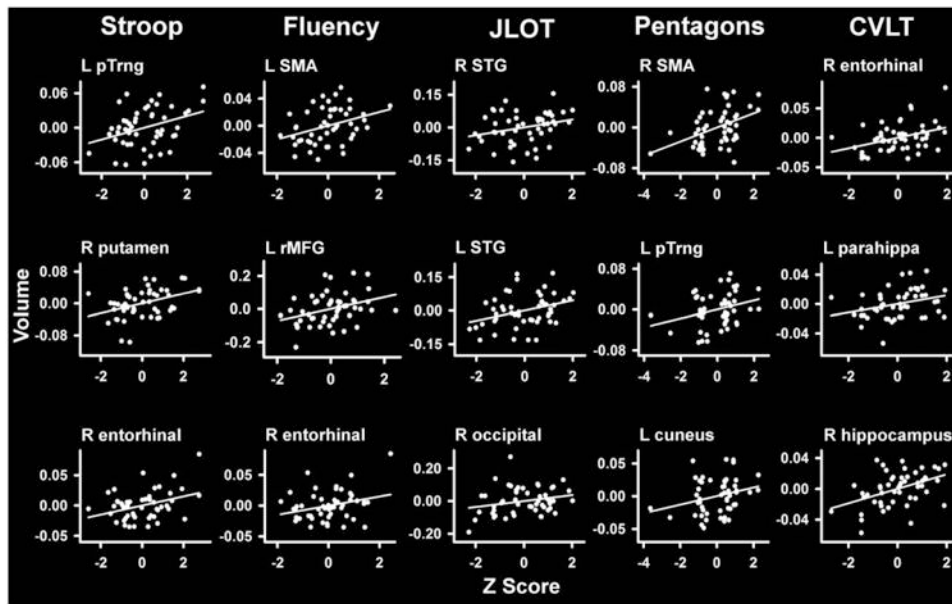 Stroop Fluency JLOT Pentagons CVLT
L pTrng L SMA R STG R SMA R entorhinal
0.06 0.04 0.15 0.08 0.05
0.00 0.00 0.00 0.00 0.00
-0.06 -0.04 -0.15 -0.08 -0.05
-2 0 2 -2 0 2 -2 0 2 -4 -2 0 2 -2 0 2
R putamen L rMFG L STG L pTrng L parahippa
0.08 0.2 0.15 0.08 0.04
0.00 0.0 0.00 0.00 0.00
-0.08 -0.2 -0.15 -0.08 -0.04
-2 0 2 -2 0 2 -2 0 2 -4 -2 0 2 -2 0 2
R entorhinal R entorhinal R occipital L cuneus R hippocampus
0.05 0.05 0.20 0.05 0.04
0.00 0.00 0.00 0.00 0.00
-0.05 -0.05 -0.20 -0.05 -0.04
-2 0 2 -2 0 2 -2 0 2 -4 -2 0 2 -2 0 2
Volume
Z Score